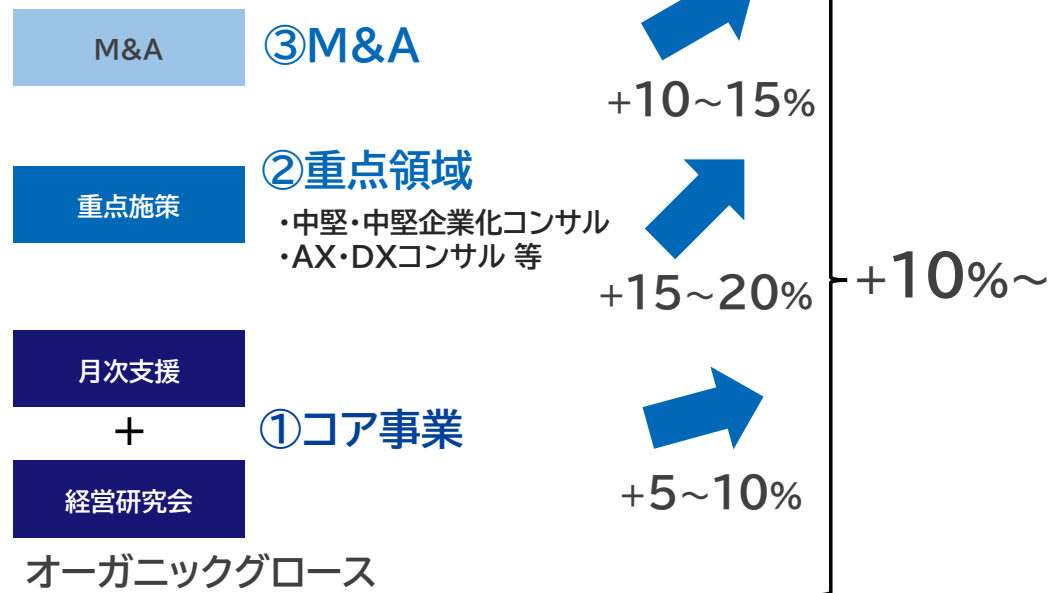 M&A
③M&A
+10~15%
重点施策
②重点領域
・中堅・中堅企業化コンサル
・AX・DXコンサル 等
+15~20%
+10%~
月次支援
+
経営研究会
①コア事業
+5~10%
オーガニックグロース